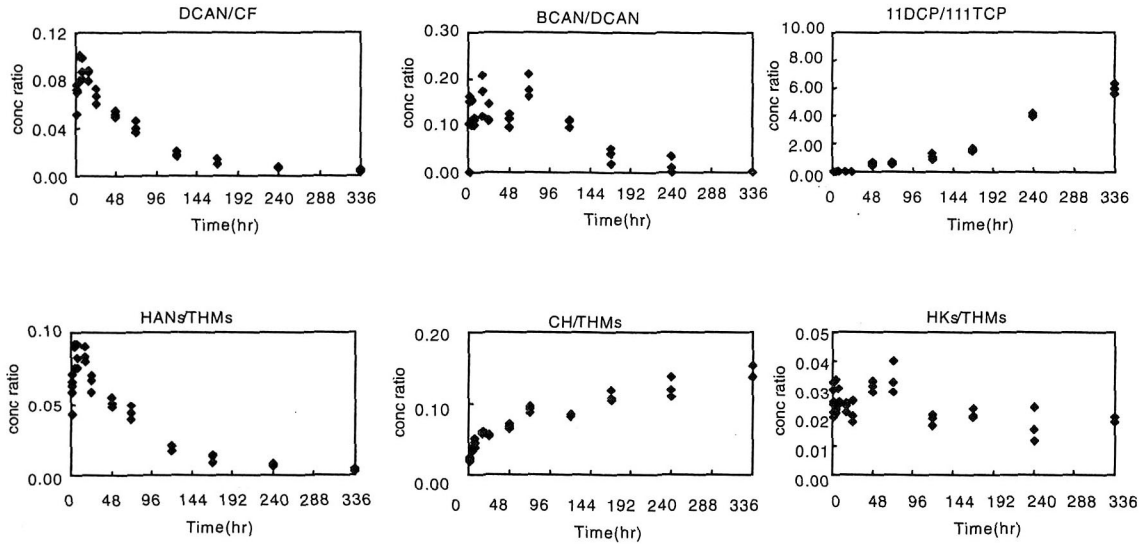 DCAN/CF
0.12
0.08
0.04
0.00
conc ratio
0 48 96 144 192 240 288 336
Time(hr)
BCAN/DCAN
0.30
0.20
0.10
0.00
conc ratio
0 48 96 144 192 240 288 336
Time(hr)
11DCP/111TCP
10.00
8.00
6.00
4.00
2.00
0.00
conc ratio
0 48 96 144 192 240 288 336
Time(hr)
HANs/THMs
0.10
0.05
0.00
conc ratio
0 48 96 144 192 240 288 336
Time(hr)
CH/THMs
0.20
0.10
0.00
conc ratio
0 48 96 144 192 240 288 336
Time(hr)
HKs/THMs
0.05
0.04
0.03
0.02
0.01
0.00
conc ratio
0 48 96 144 192 240 288 336
Time(hr)